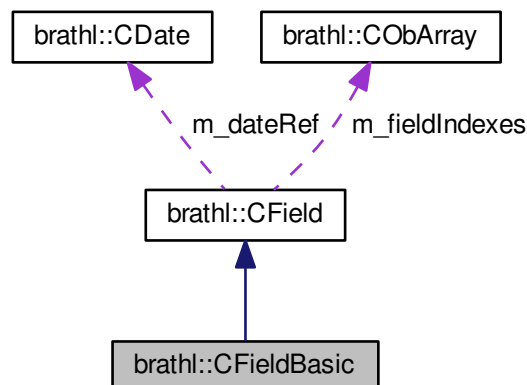 brathl::CDate
brathl::CObArray
m_dateRef
m_fieldIndexes
brathl::CField
brathl::CFieldBasic